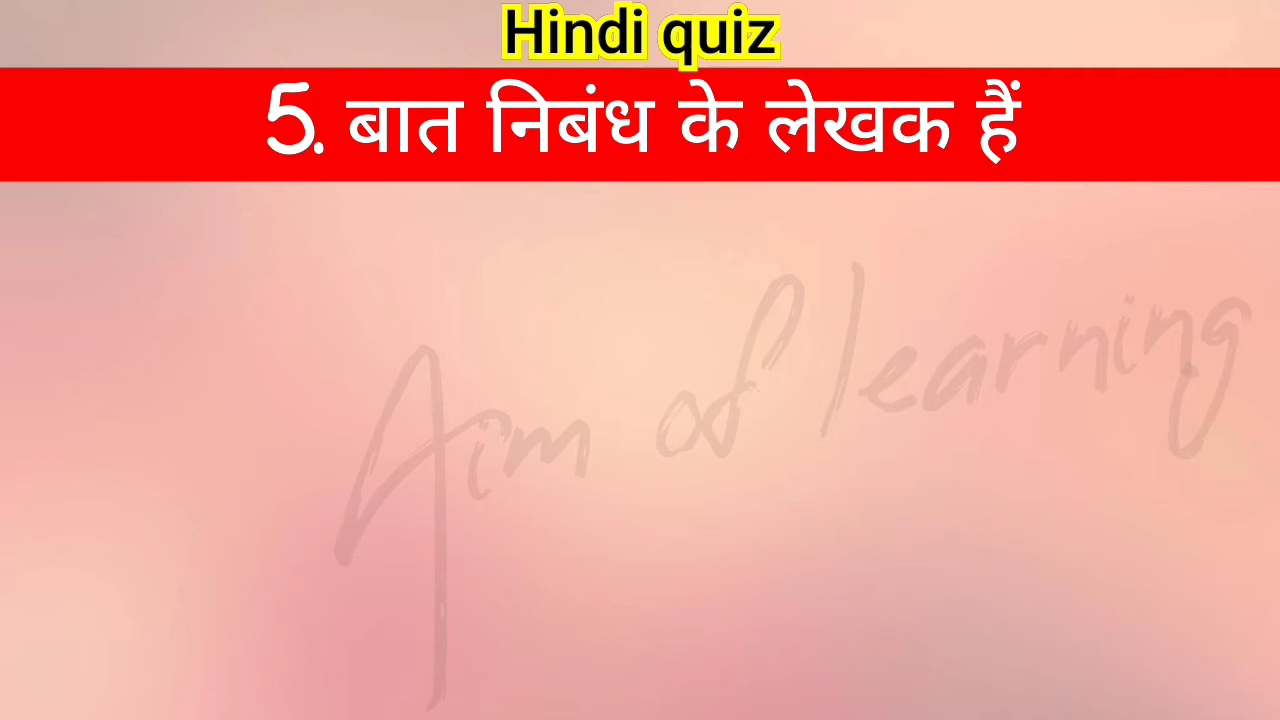 Hindi quiz
5. बात निबंध के लेखक हैं
Aim of learning